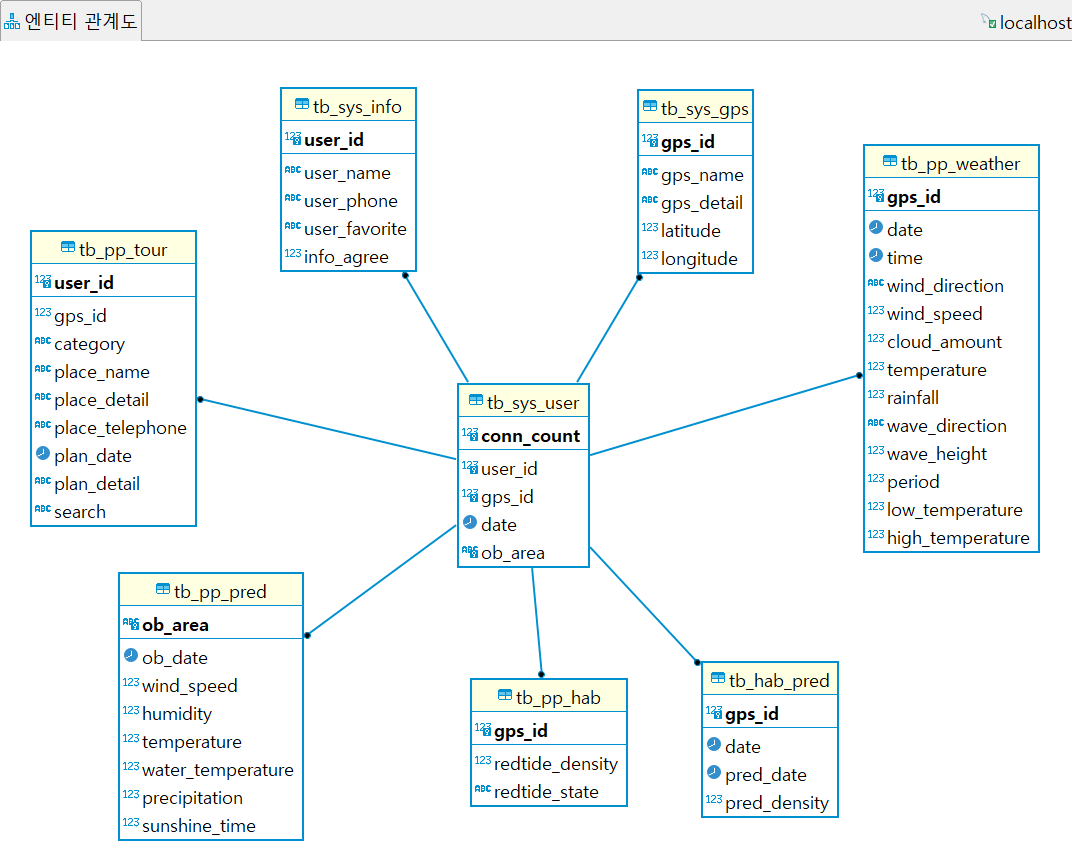 엔티티 관계도
localhost
tb_sys_info
user_id
user_name
user_phone
user_favorite
info_agree
tb_sys_gps
gps_id
gps_name
gps_detail
latitude
longitude
tb_pp_weather
gps_id
date
time
wind_direction
wind_speed
cloud_amount
temperature
rainfall
wave_direction
wave_height
period
low_temperature
high_temperature
tb_pp_tour
user_id
gps_id
category
place_name
place_detail
place_telephone
plan_date
plan_detail
search
tb_sys_user
conn_count
user_id
gps_id
date
ob_area
tb_pp_pred
ob_area
ob_date
wind_speed
humidity
temperature
water_temperature
precipitation
sunshine_time
tb_pp_hab
gps_id
redtide_density
redtide_state
tb_hab_pred
gps_id
date
pred_date
pred_density